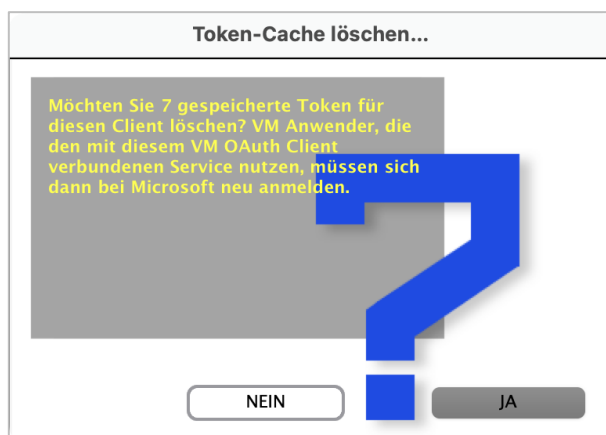 Token-Cache löschen...
Möchten Sie 7 gespeicherte Token für
diesen Client löschen? VM Anwender, die
den mit diesem VM OAuth Client
verbundenen Service nutzen, müssen sich
dann bei Microsoft neu anmelden.
NEIN
JA